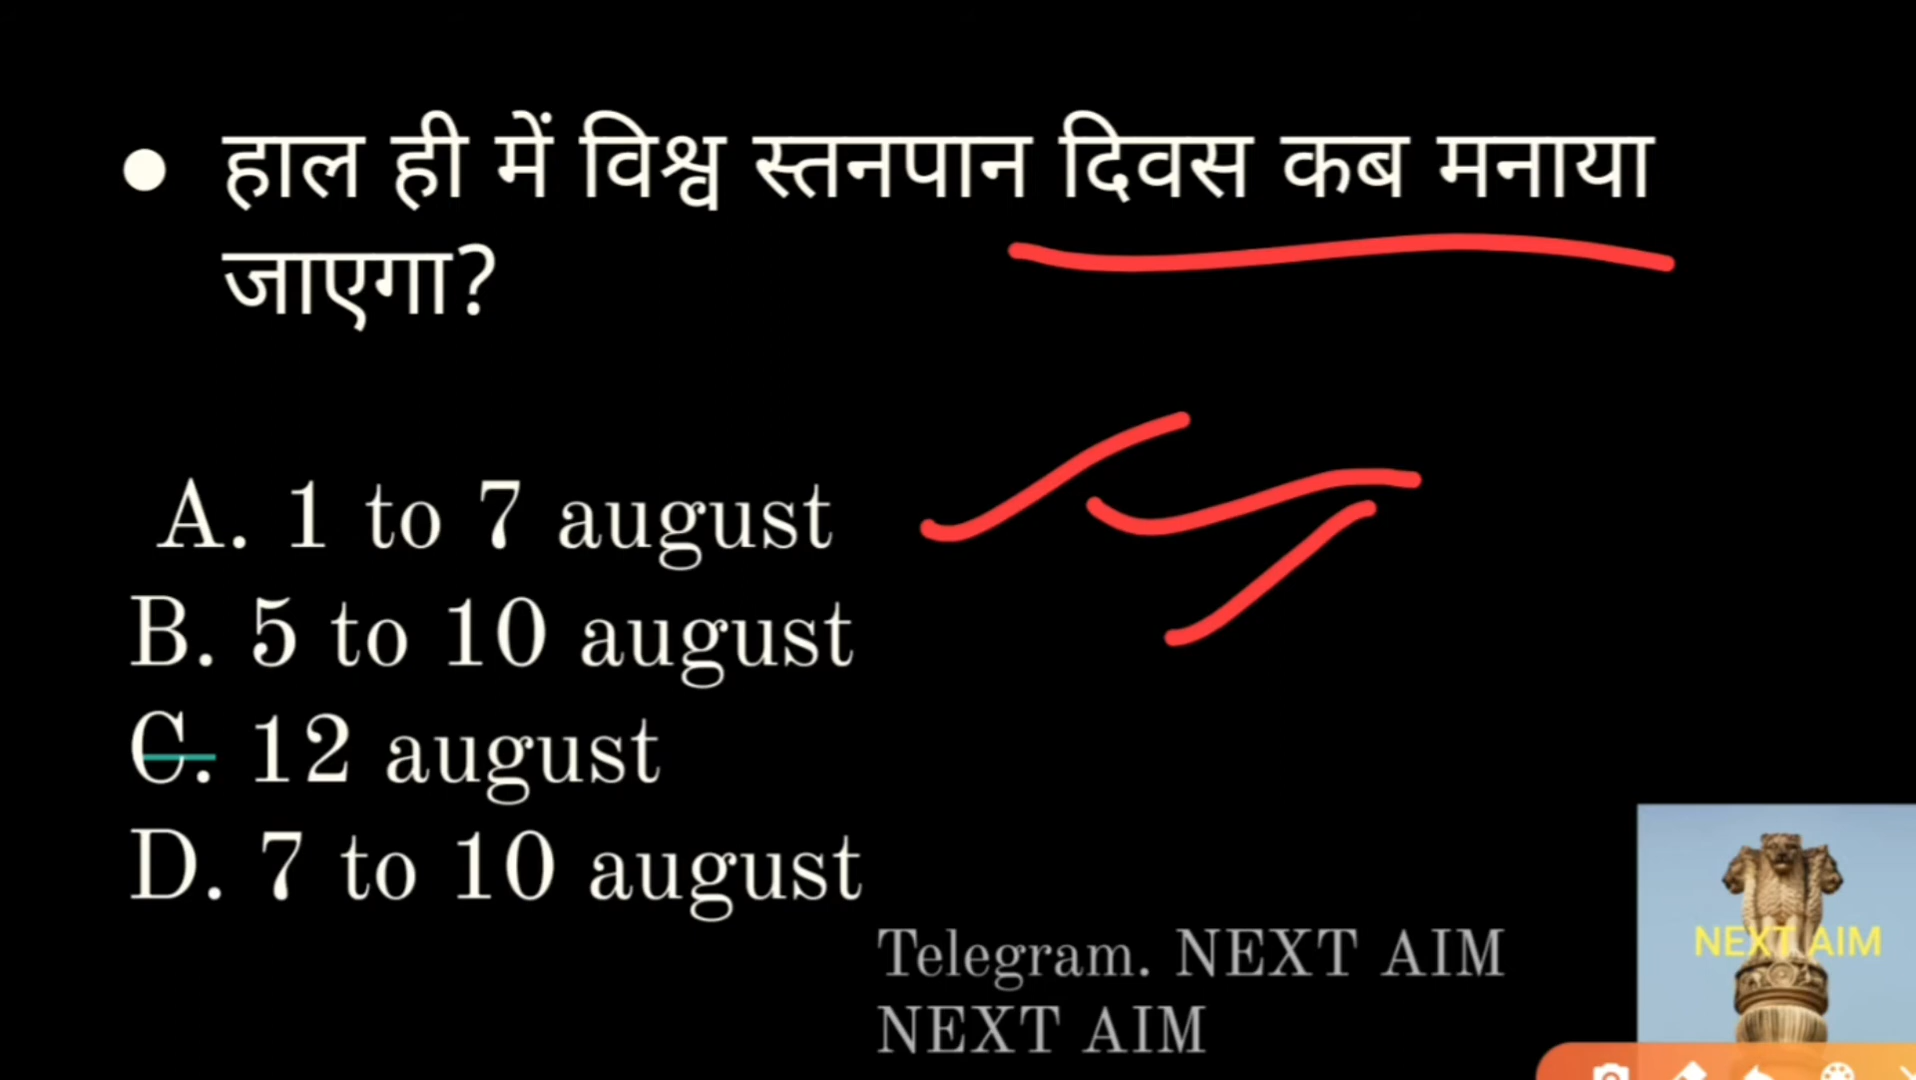 ● हाल ही में विश्व स्तनपान दिवस कब मनाया
जाएगा?
A. 1 to 7 august
B. 5 to 10 august
C. 12 august
D. 7 to 10 august
Telegram. NEXT AIM
NEXT AIM
NEXT AIM